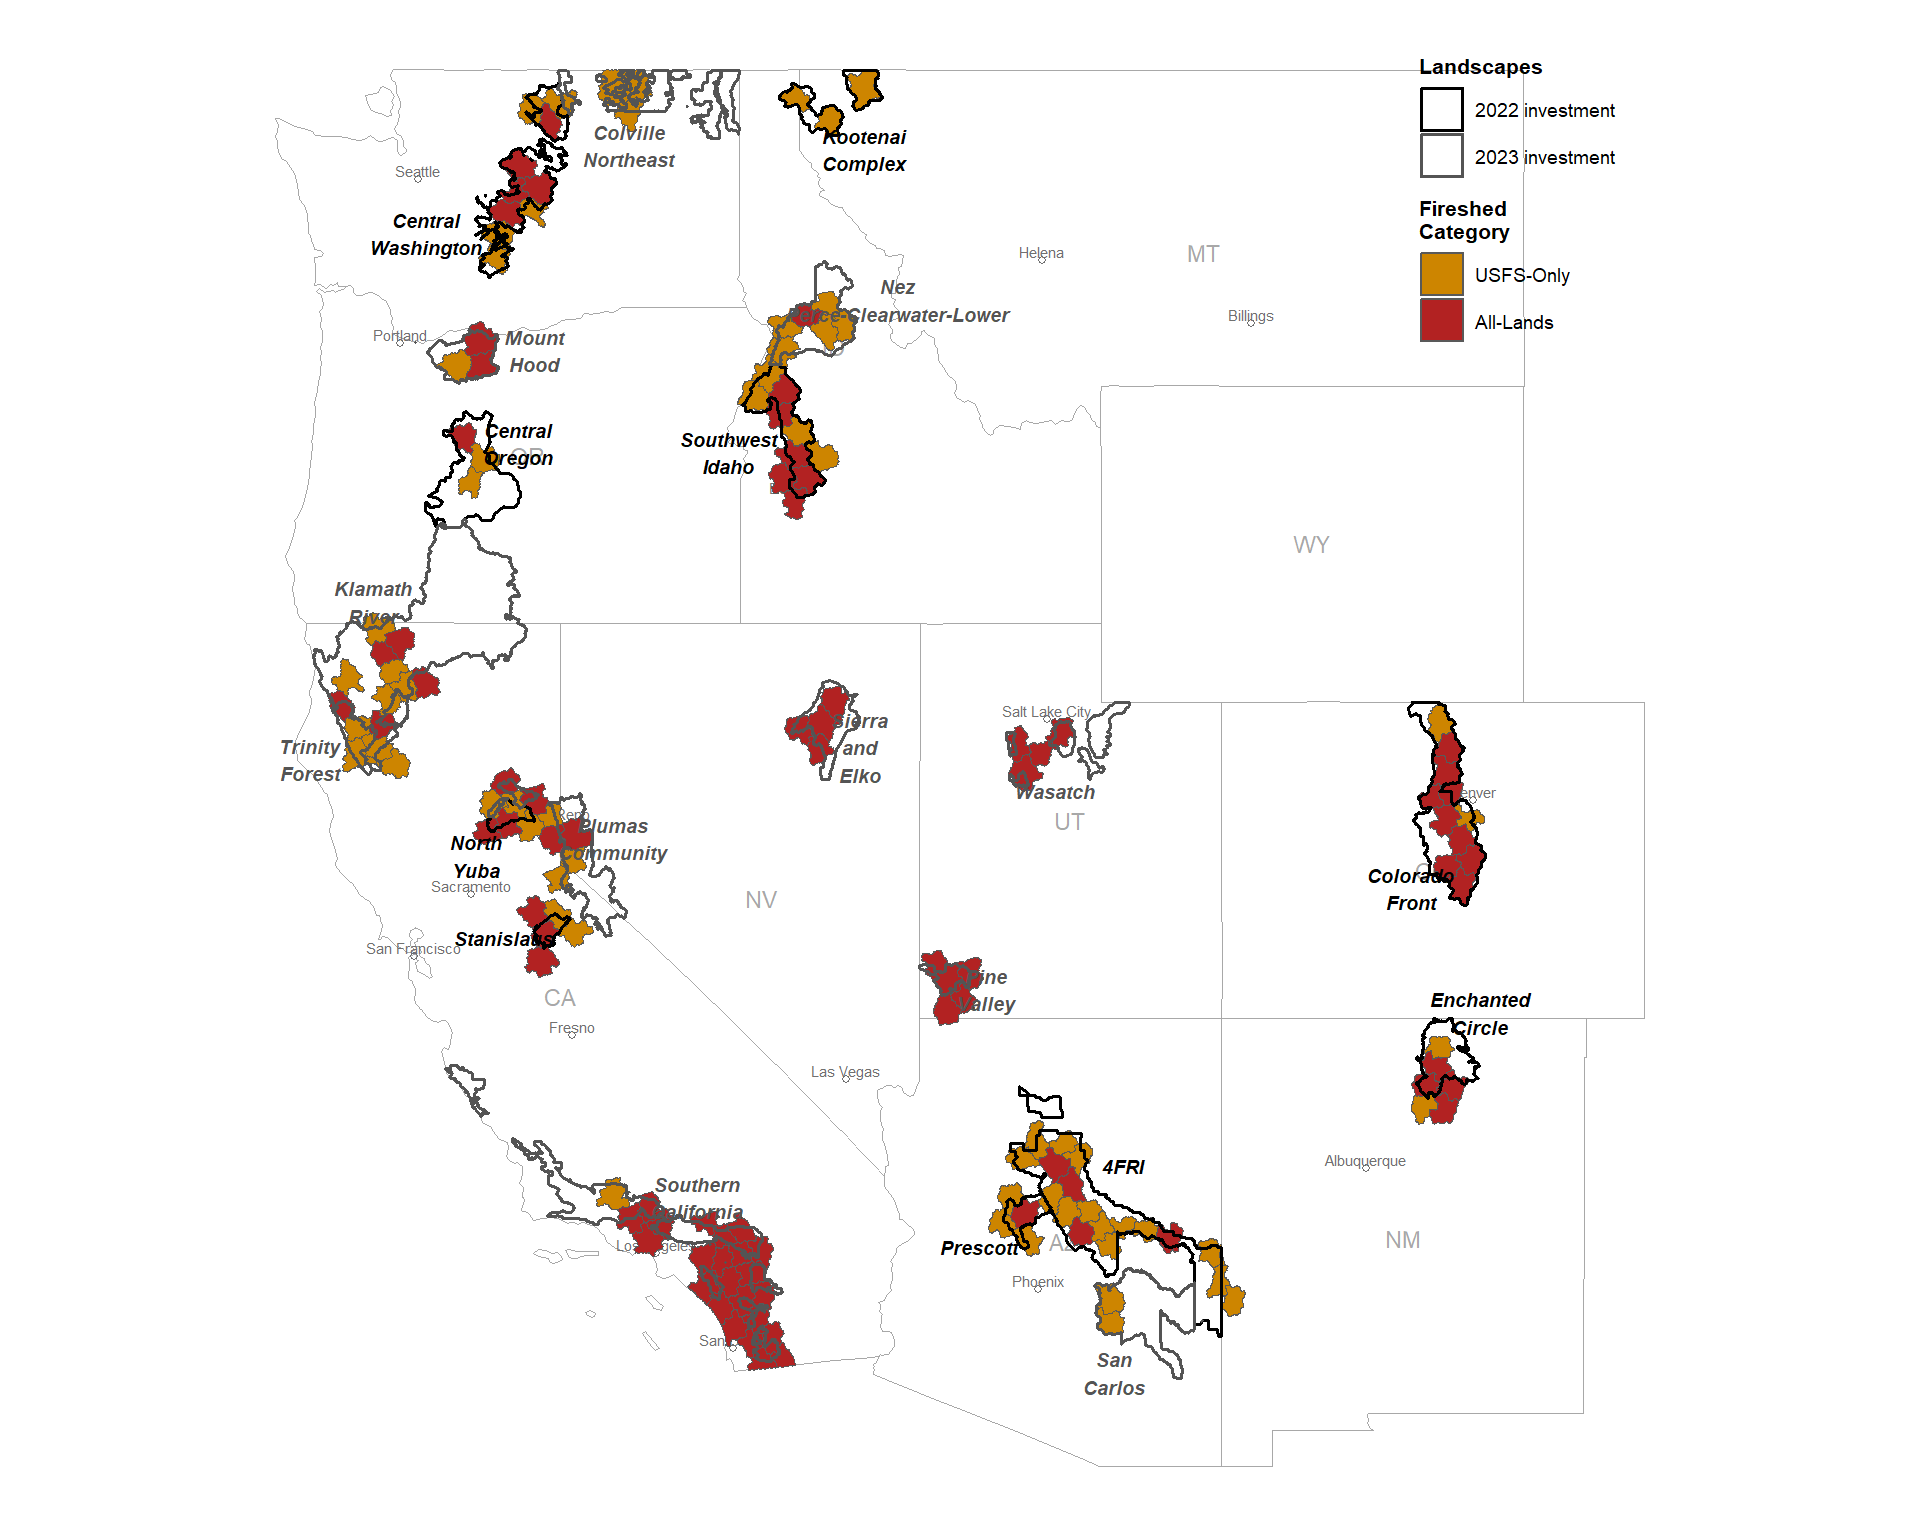 Landscapes
2022 investment
2023 investment
Fireshed
Category
USFS-Only
All-Lands
Colville
Northeast
Kootenai
Complex
Seattle
Central
Washington
Helena
MT
Nez
Perce-Clearwater-Lower
Billings
Portland
Mount
Hood
Central
Oregon
OR
Southwest
Idaho
WY
Klamath
River
Trinity
Forest
Sierra
and
Elko
Salt Lake City
Wasatch
UT
Denver
Reno
Plumas
Community
North
Yuba
Sacramento
NV
Colorado
Front
Stanislaus
San Francisco
CA
Pine
Valley
Enchanted
Circle
Fresno
Las Vegas
4FRI
Albuquerque
Southern
California
Los Angeles
Prescott
AZ
NM
Phoenix
San
San
Carlos